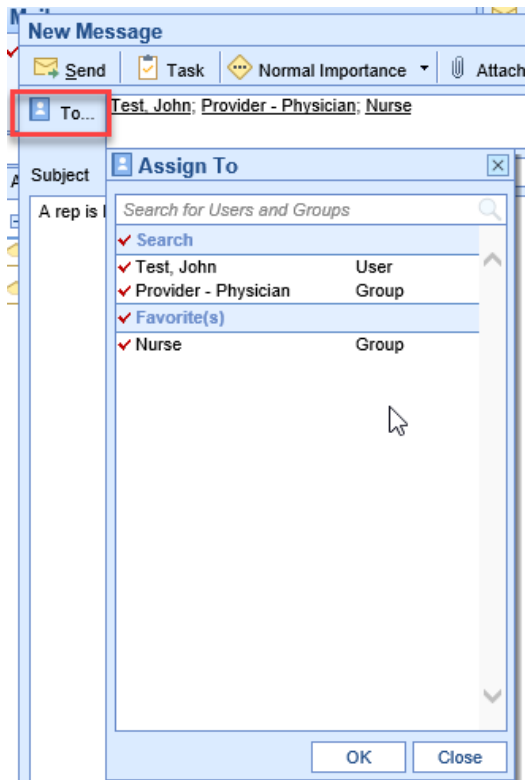 New Message
Send Task Normal Importance Attach
To... Test, John; Provider - Physician; Nurse
Assign To
Subject
Search for Users and Groups
A rep is
Search
Test, John User
Provider - Physician Group
Favorite(s)
Nurse Group
OK Close